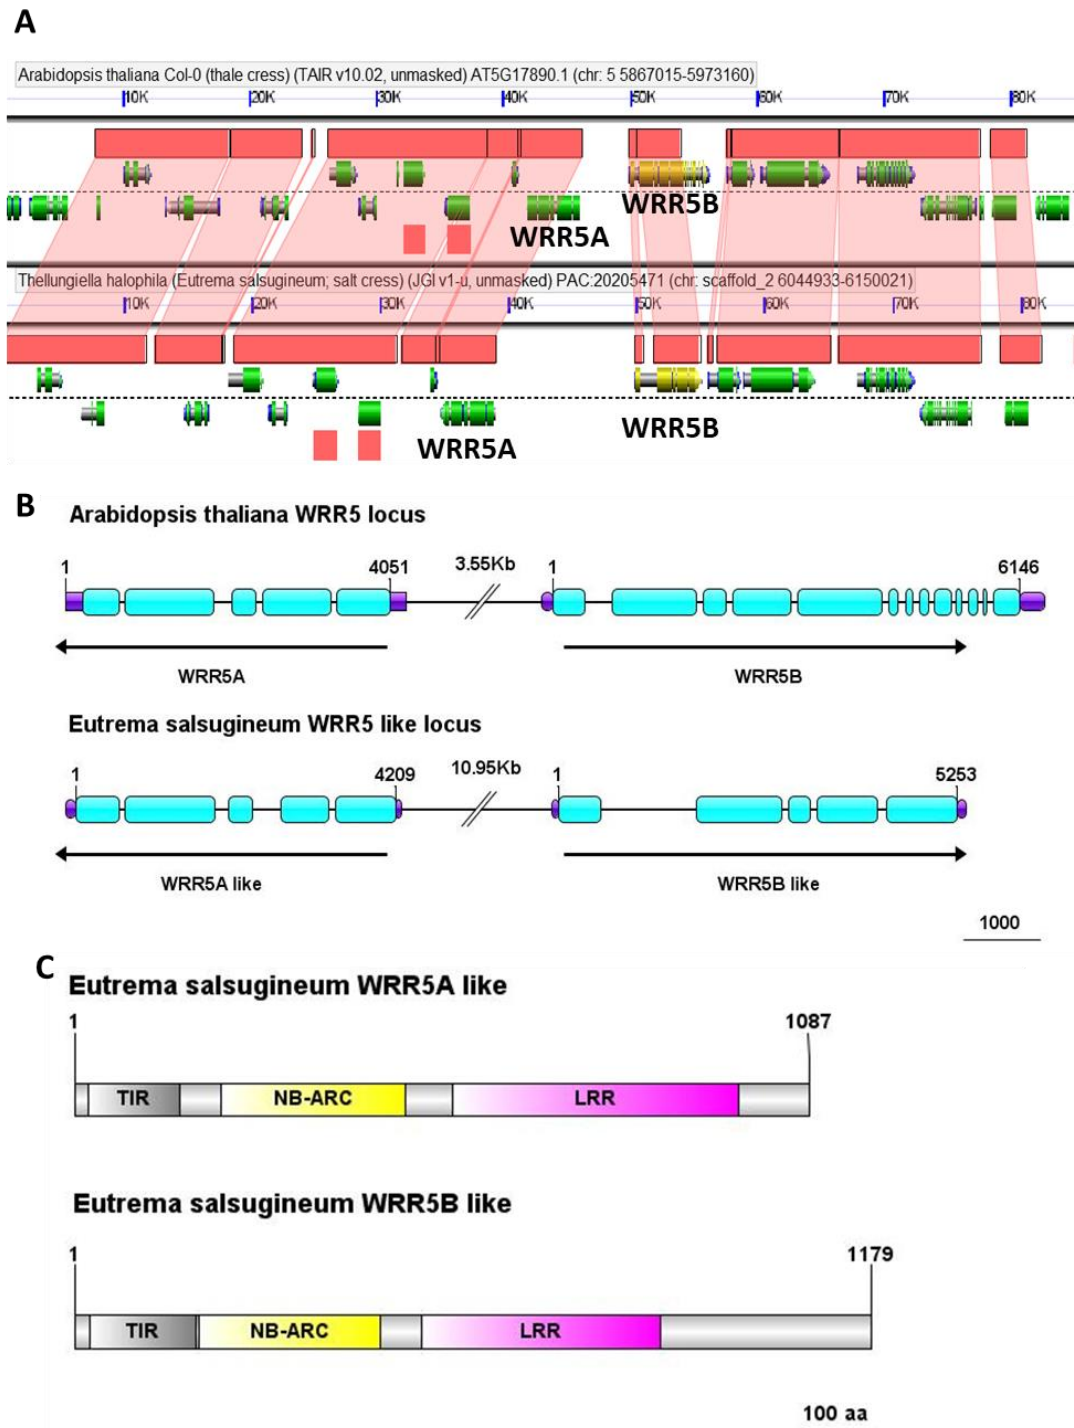 A
Arabidopsis thaliana Col-0 (thale cress) (TAIR v10.02, unmasked) AT5G17890.1 (chr: 5 5867015-5973160)
10K 20K 30K 40K 50K 60K 70K 80K
WRR5B
WRR5A
Thellungiella halophila (Eutrema salsugineum; salt cress) (JGI v1-u, unmasked) PAC:20205471 (chr: scaffold_2 6044933-6150021)
10K 20K 30K 40K 50K 60K 70K 80K
WRR5B
WRR5A
B
Arabidopsis thaliana WRR5 locus
1 4051 3.55Kb 1 6146
WRR5A WRR5B
Eutrema salsugineum WRR5 like locus
1 4209 10.95Kb 1 5253
WRR5A like WRR5B like
1000
C
Eutrema salsugineum WRR5A like
1 1087
TIR NB-ARC LRR
Eutrema salsugineum WRR5B like
1 1179
TIR NB-ARC LRR
100 aa